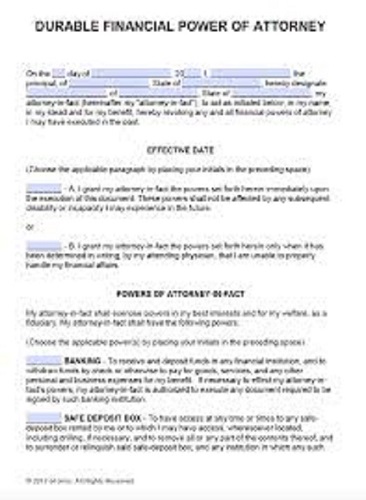 DURABLE FINANCIAL POWER OF ATTORNEY
On the ___ day of ____________, 20___ I, ____________, the
principal, of ____________, State of ____________, hereby designate
____________, of ____________, State of ____________, my
attorney-in-fact (hereinafter my "attorney-in-fact"), to act as initialed below, in my name,
in my stead and for my benefit, hereby revoking any and all financial powers of attorney
I may have executed in the past.
EFFECTIVE DATE
(Choose the applicable paragraph by placing your initials in the preceding space)
______ - A. I grant my attorney-in-fact the powers set forth herein immediately upon
the execution of this document. These powers shall not be affected by any subsequent
disability or incapacity I may experience in the future.
or
______ - B. I grant my attorney-in-fact the powers set forth herein only when it has
been determined in writing, by my attending physician, that I am unable to properly
handle my financial affairs.
POWERS OF ATTORNEY-IN-FACT
My attorney-in-fact shall exercise powers in my best interests and for my welfare, as a
fiduciary. My attorney-in-fact shall have the following powers:
(Choose the applicable power(s) by placing your initials in the preceding space)
______ BANKING - To receive and deposit funds in any financial institution, and to
withdraw funds by check or otherwise to pay for goods, services, and any other
personal and business expenses for my benefit. If necessary to effect my attorney-in-
fact's powers, my attorney-in-fact is authorized to execute any document required to be
signed by such banking institution.
______ SAFE DEPOSIT BOX - To have access at any time or times to any safe-
deposit box rented by me or to which I may have access, wheresoever located,
including drilling, if necessary, and to remove all or any part of the contents thereof, and
to surrender or relinquish said safe-deposit box, and any institution in which any such
All Rights Reserved.